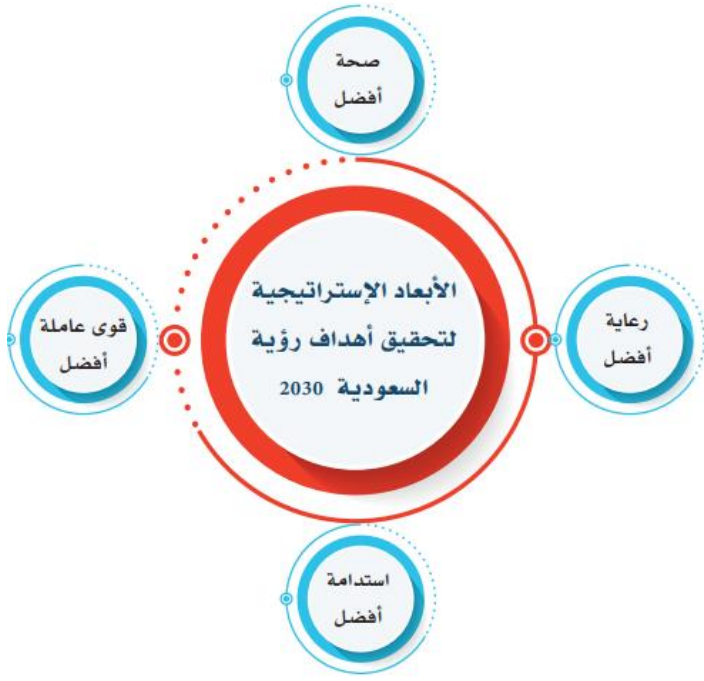 صحة
أفضل
الأبعاد الإستراتيجية
لتحقيق أهداف رؤية
السعودية 2030
رعاية
أفضل
قوى عاملة
أفضل
استدامة
أفضل